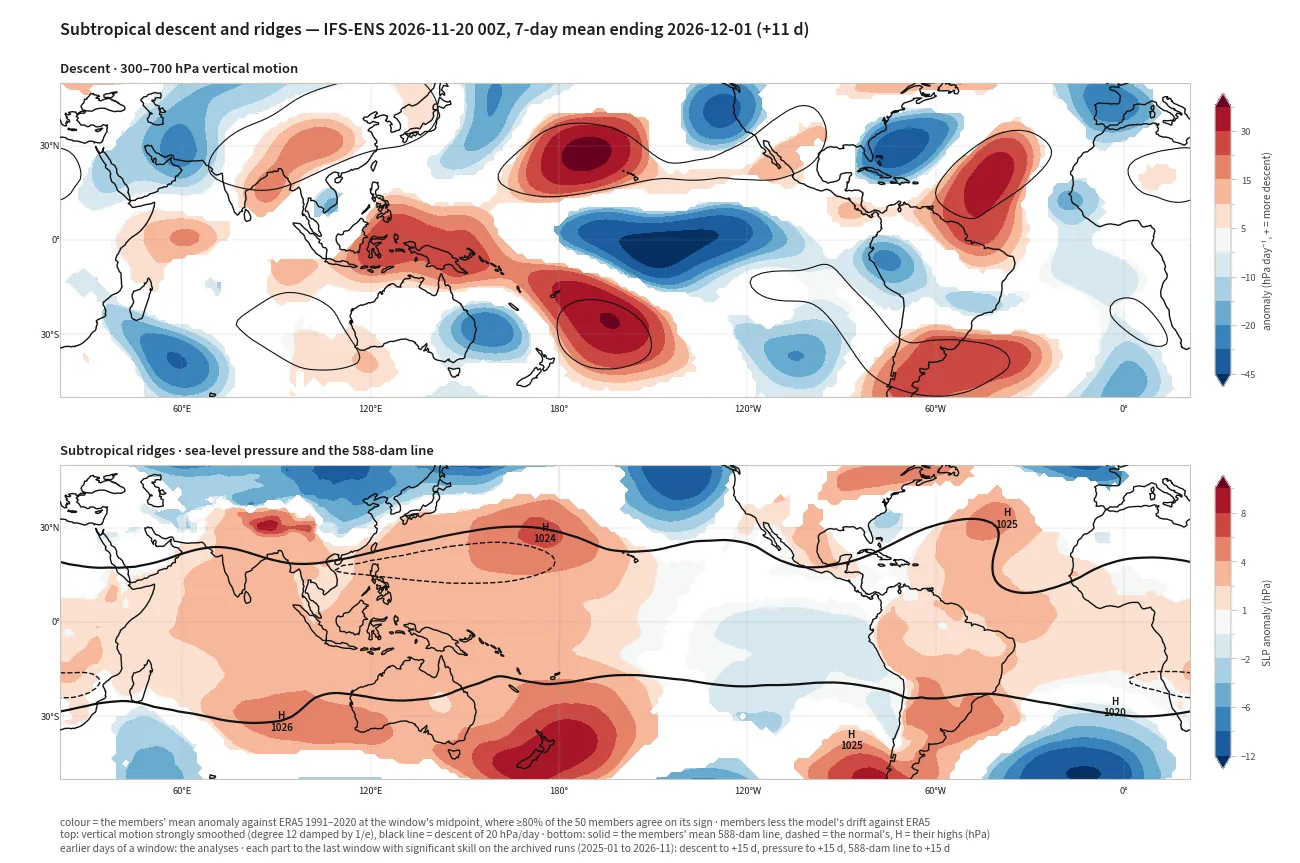 Subtropical descent and ridges — IFS-ENS 2026-11-20 00Z, 7-day mean ending 2026-12-01 (+11 d)
Descent · 300–700 hPa vertical motion
30°N
0°
30°S
60°E
120°E
180°
120°W
60°W
0°
30
15
5
−10
−20
−45
anomaly (hPa day⁻¹, + = more descent)
Subtropical ridges · sea-level pressure and the 588-dam line
30°N
0°
30°S
H
1024
H
1025
H
1026
H
1025
H
1020
60°E
120°E
180°
120°W
60°W
0°
8
4
1
−2
−6
−12
SLP anomaly (hPa)
colour = the members' mean anomaly against ERA5 1991–2020 at the window's midpoint, where ≥80% of the 50 members agree on its sign · members less the model's drift against ERA5
top: vertical motion strongly smoothed (degree 12 damped by 1/e), black line = descent of 20 hPa/day · bottom: solid = the members' mean 588-dam line, dashed = the normal's, H = their highs (hPa)
earlier days of a window: the analyses · each part to the last window with significant skill on the archived runs (2025-01 to 2026-11): descent to +15 d, pressure to +15 d, 588-dam line to +15 d